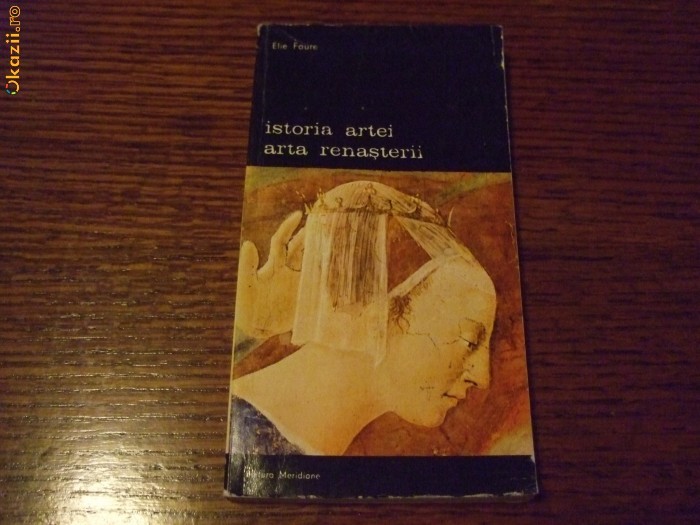 Okazii.ro
Elie Faure
istoria artei
arta renașterii
Meridiane